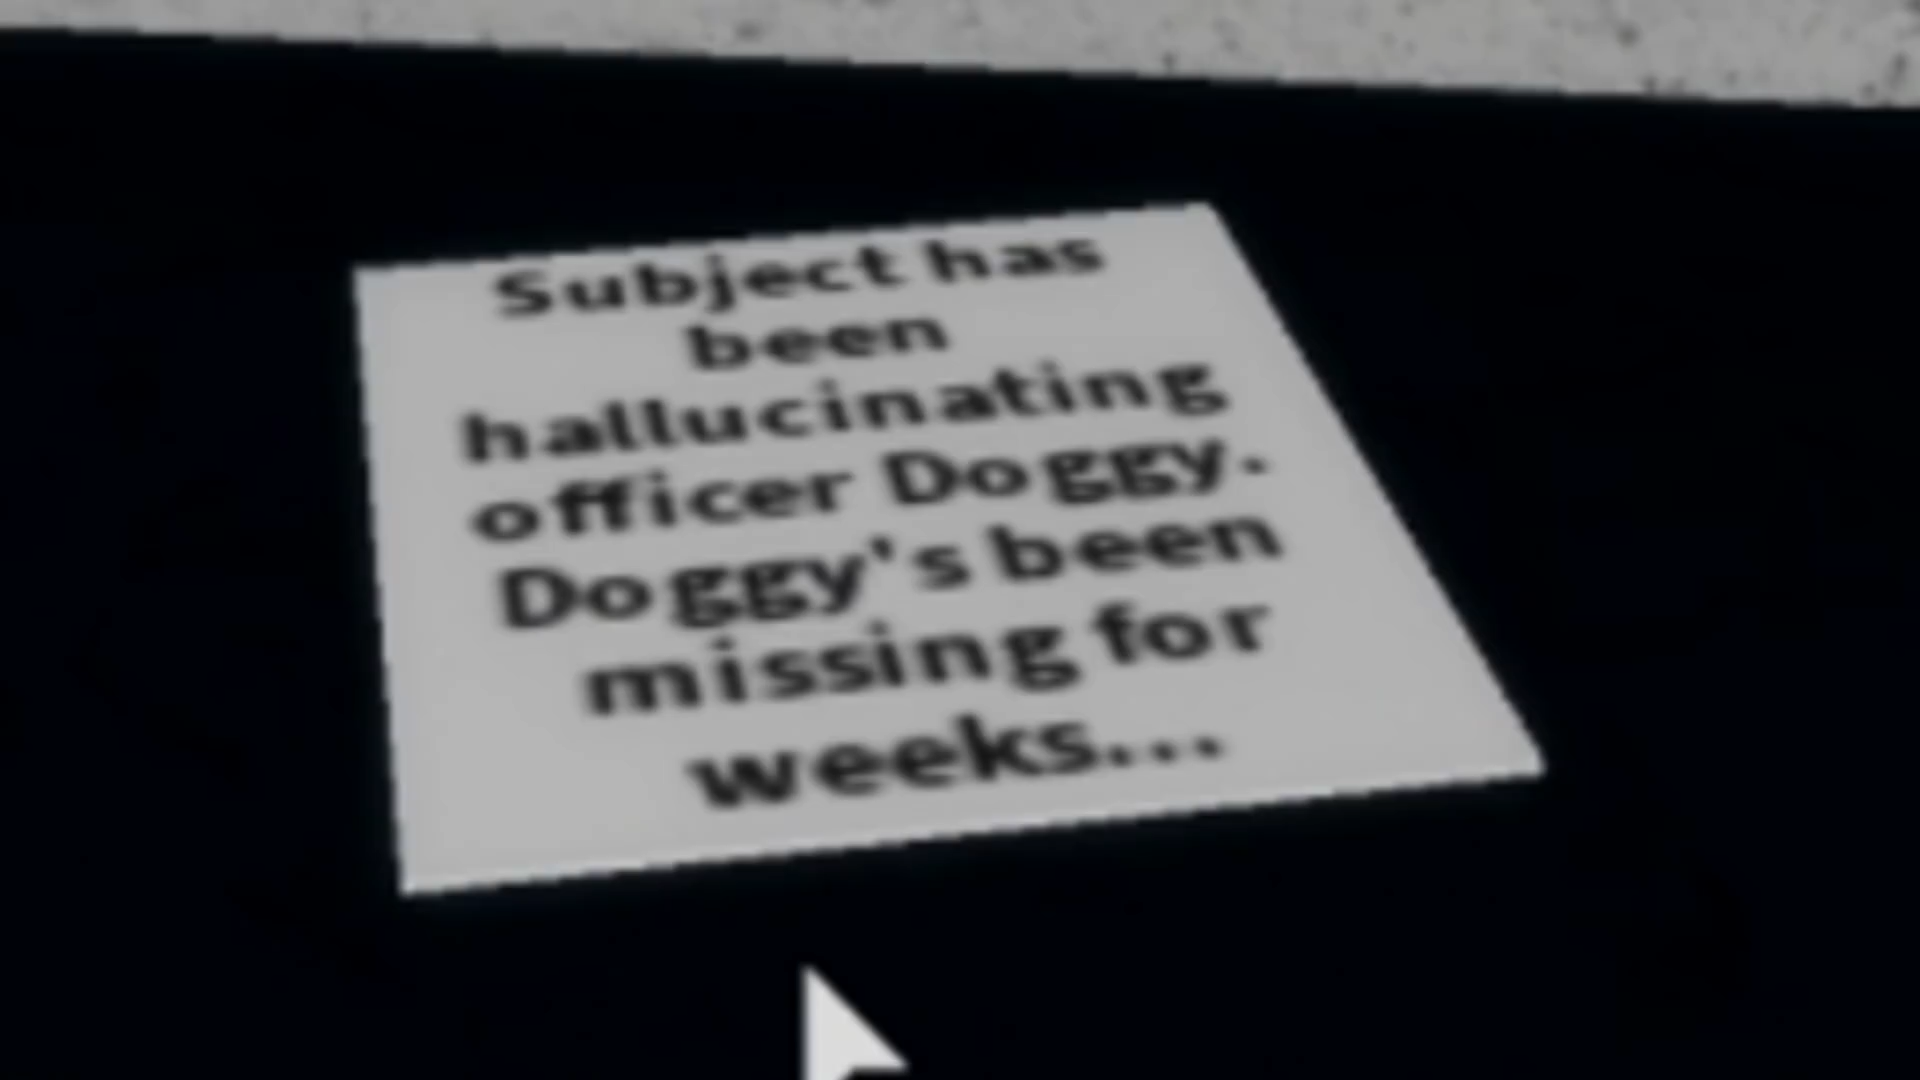 Subject has
been
hallucinating
officer Doggy.
Doggy's been
missing for
weeks...